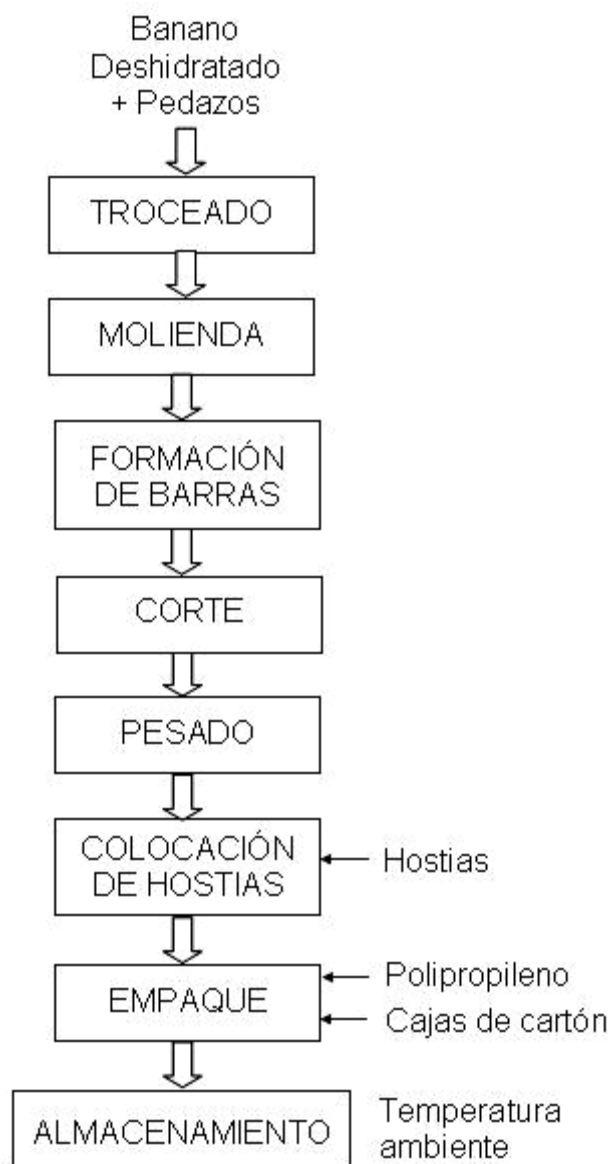 Banano
Deshidratado
+ Pedazos
TROCEADO
MOLIENDA
FORMACIÓN
DE BARRAS
CORTE
PESADO
COLOCACIÓN
DE HOSTIAS
Hostias
EMPAQUE
Polipropileno
Cajas de cartón
ALMACENAMIENTO
Temperatura
ambiente